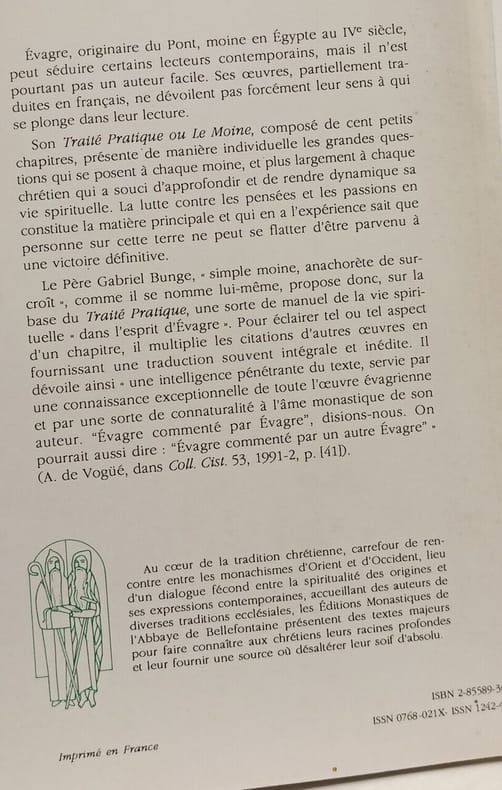 Évagre, originaire du Pont, moine en Égypte au IVe siècle,
peut séduire certains lecteurs contemporains, mais il n'est
pourtant pas un auteur facile. Ses œuvres, partiellement tra-
duites en français, ne dévoilent pas forcément leur sens à qui
se plonge dans leur lecture.
Son Traité Pratique ou Le Moine, composé de cent petits
chapitres, présente de manière individuelle les grandes ques-
tions qui se posent à chaque moine, et plus largement à chaque
chrétien qui a souci d'approfondir et de rendre dynamique sa
vie spirituelle. La lutte contre les pensées et les passions en
constitue la matière principale et qui en a l'expérience sait que
personne sur cette terre ne peut se flatter d'être parvenu à
une victoire définitive.
Le Père Gabriel Bunge, « simple moine, anachorète de sur-
croît », comme il se nomme lui-même, propose donc, sur la
base du Traité Pratique, une sorte de manuel de la vie spiri-
tuelle « dans l'esprit d'Évagre ». Pour éclairer tel ou tel aspect
d'un chapitre, il multiplie les citations d'autres œuvres en
fournissant une traduction souvent intégrale et inédite. Il
dévoile ainsi « une intelligence pénétrante du texte, servie par
une connaissance exceptionnelle de toute l'œuvre évagrienne
et par une sorte de connaturalité à l'âme monastique de son
auteur. “Évagre commenté par Évagre”, disions-nous. On
pourrait aussi dire : “Évagre commenté par un autre Évagre” »
(A. de Vogüé, dans Coll. Cist. 53, 1991-2, p. [41]).
Au cœur de la tradition chrétienne, carrefour de ren-
contre entre les monachismes d'Orient et d'Occident, lieu
d'un dialogue fécond entre la spiritualité des origines et
ses expressions contemporaines, accueillant des auteurs de
diverses traditions ecclésiales, les Éditions Monastiques de
l'Abbaye de Bellefontaine présentent des textes majeurs
pour faire connaître aux chrétiens leurs racines profondes
et leur fournir une source où désaltérer leur soif d'absolu.
ISBN 2-85589-3
ISSN 0768-021X- ISSN 1242-
Imprimé en France